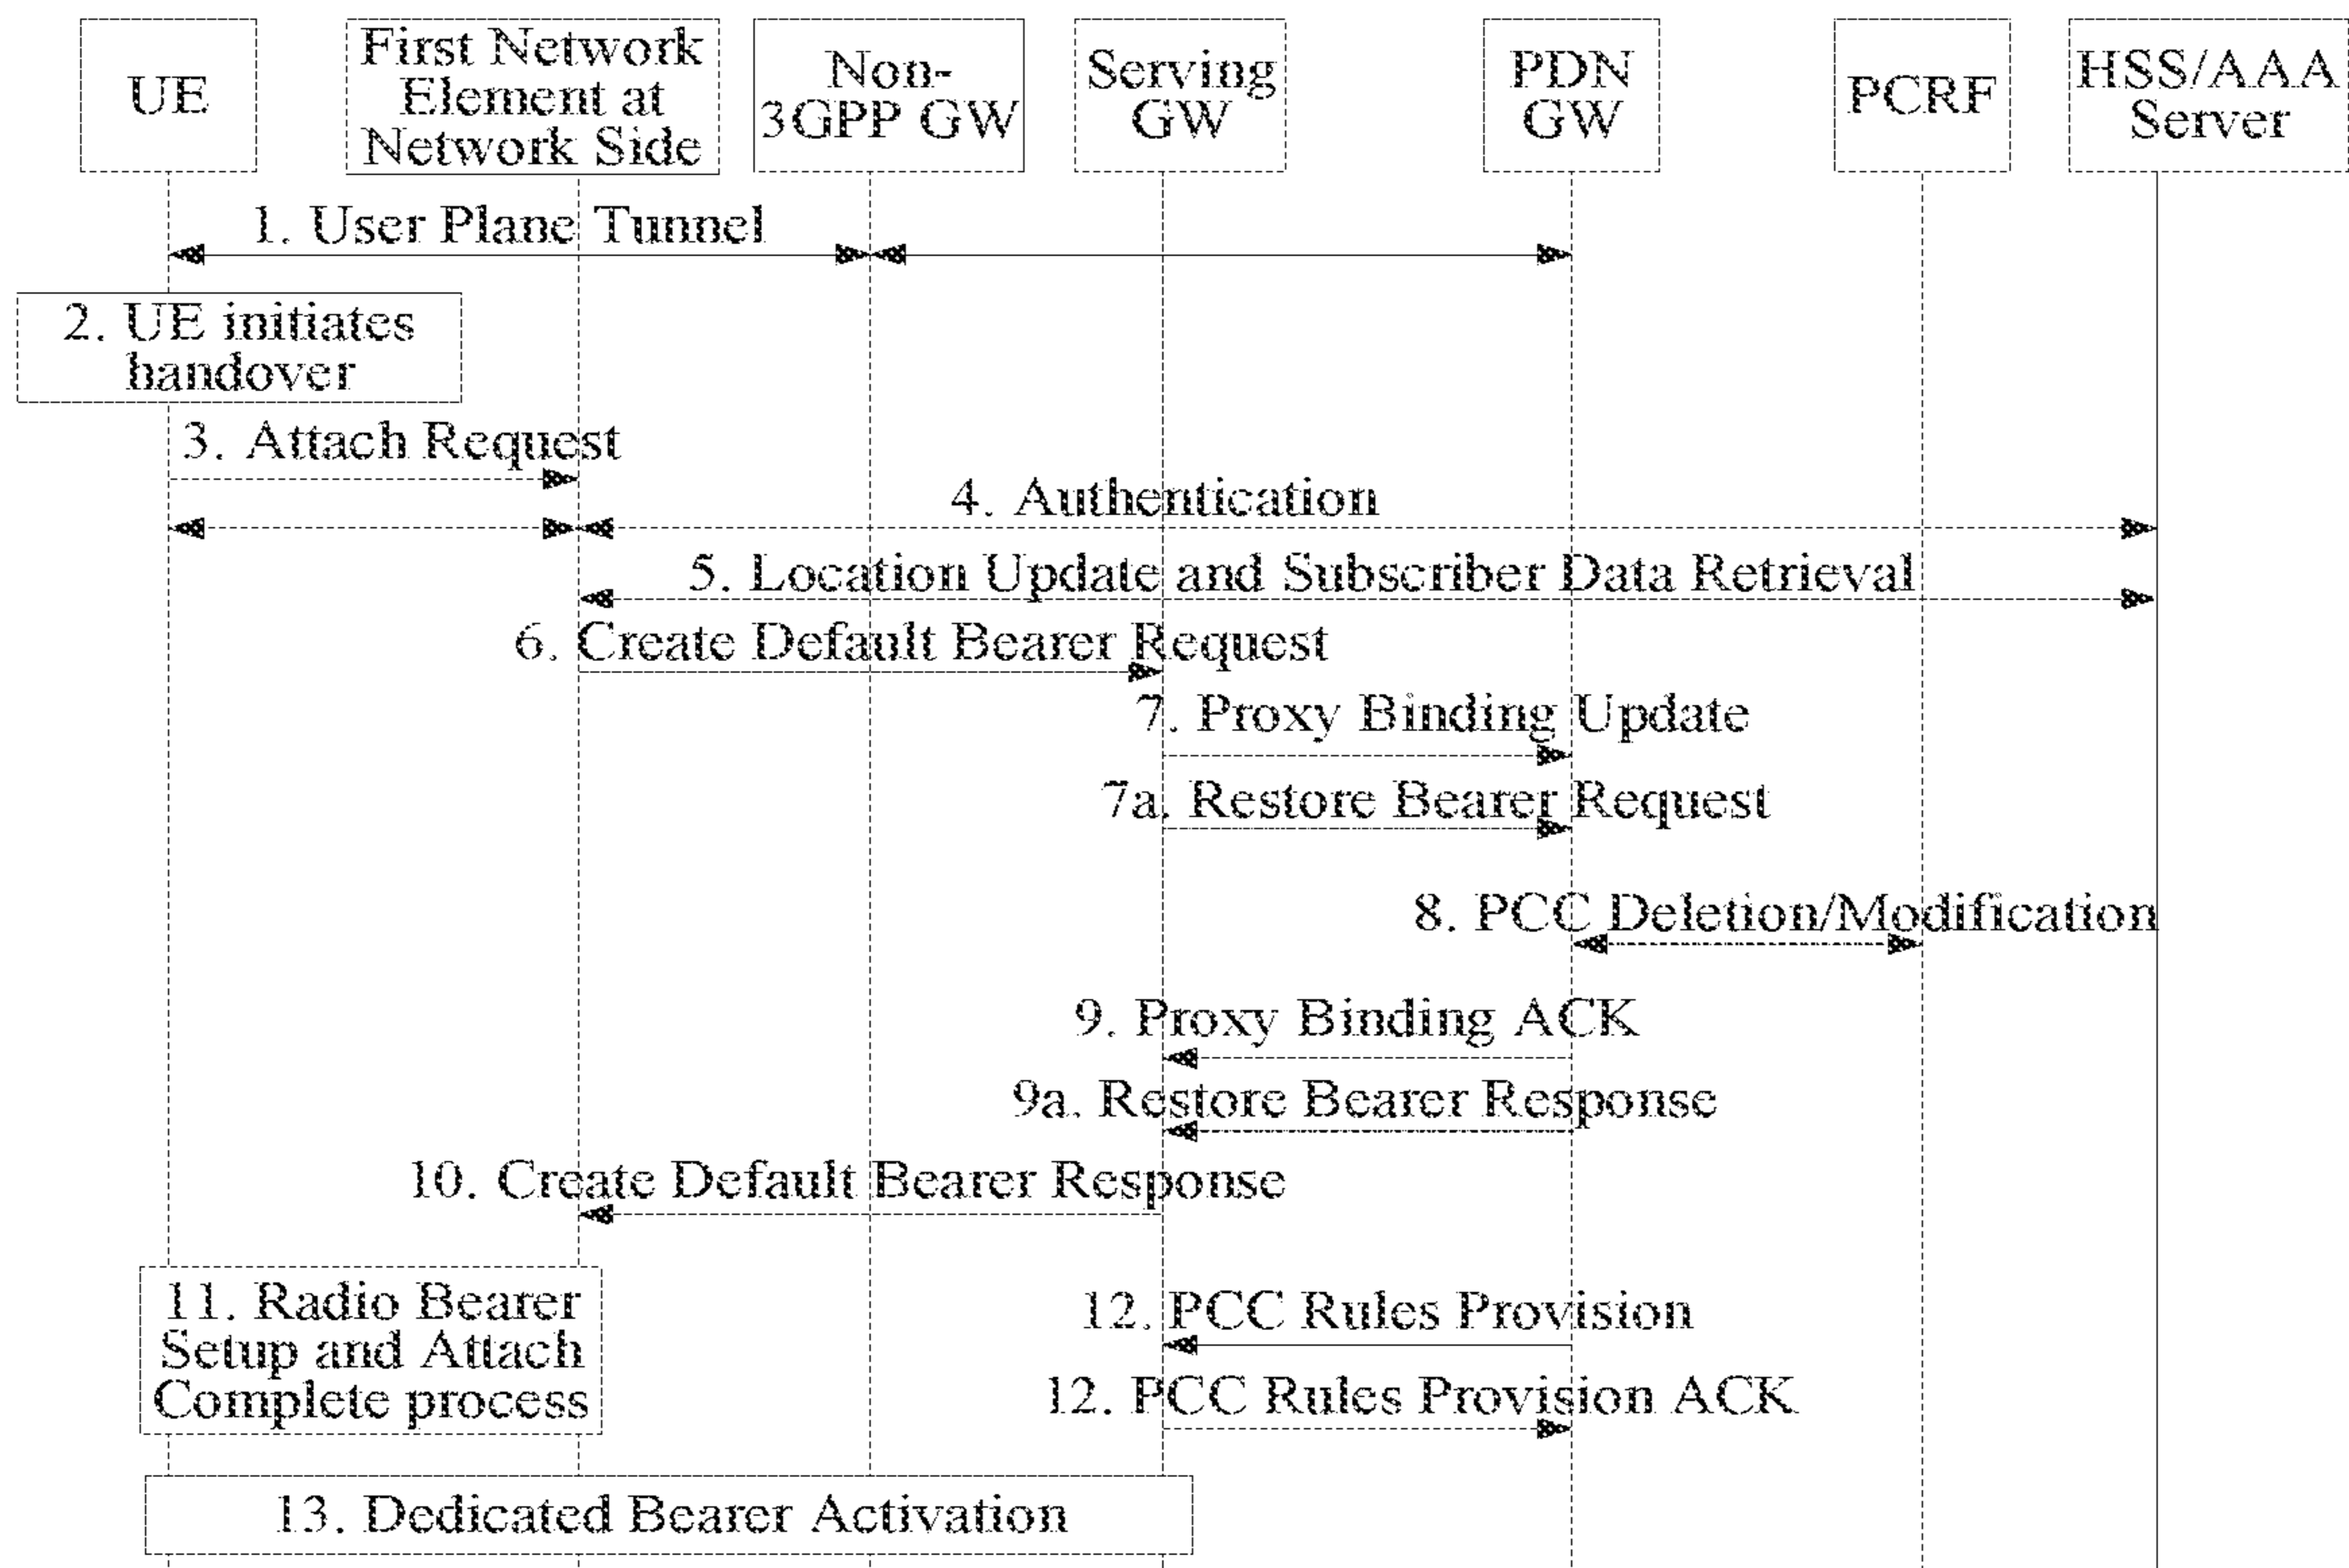 UE
First Network
Element at
Network Side
Non-
3GPP GW
Serving
GW
PDN
GW
PCRF
HSS/AAA
Server
1. User Plane Tunnel
2. UE initiates
handover
3. Attach Request
4. Authentication
5. Location Update and Subscriber Data Retrieval
6. Create Default Bearer Request
7. Proxy Binding Update
7a. Restore Bearer Request
8. PCC Deletion/Modification
9. Proxy Binding ACK
9a. Restore Bearer Response
10. Create Default Bearer Response
11. Radio Bearer
Setup and Attach
Complete process
12. PCC Rules Provision
12. PCC Rules Provision ACK
13. Dedicated Bearer Activation